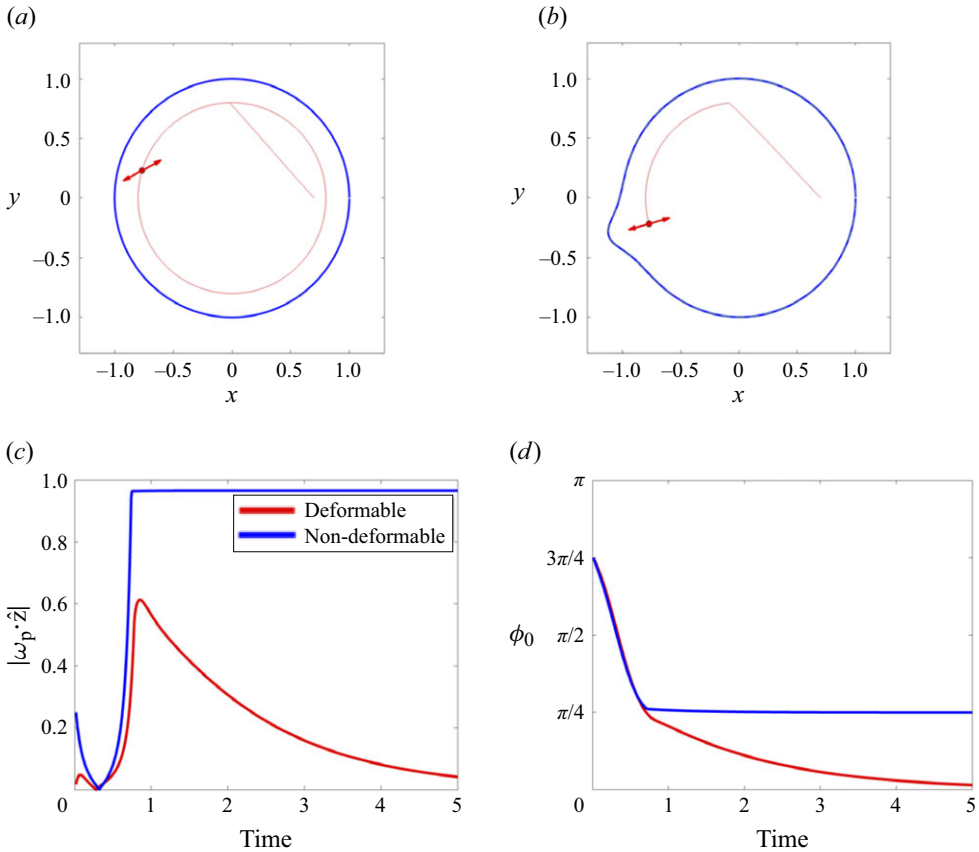 (a)
1.0
0.5
y
0
–0.5
–1.0
–1.0 –0.5 0 0.5 1.0
x
(b)
1.0
0.5
y
0
–0.5
–1.0
–1.0 –0.5 0 0.5 1.0
x
(c)
1.0
Deformable
Non-deformable
0.8
0.6
|ωp·ẑ|
0.4
0.2
0 1 2 3 4 5
Time
(d)
π
3π/4
ϕ0
π/2
π/4
0 1 2 3 4 5
Time